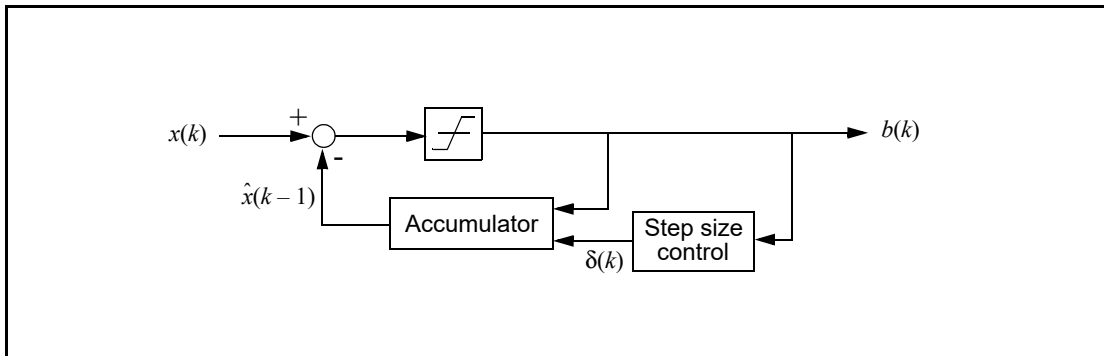 +
x(k)
b(k)
-
x̂(k – 1)
Accumulator
Step size
control
δ(k)